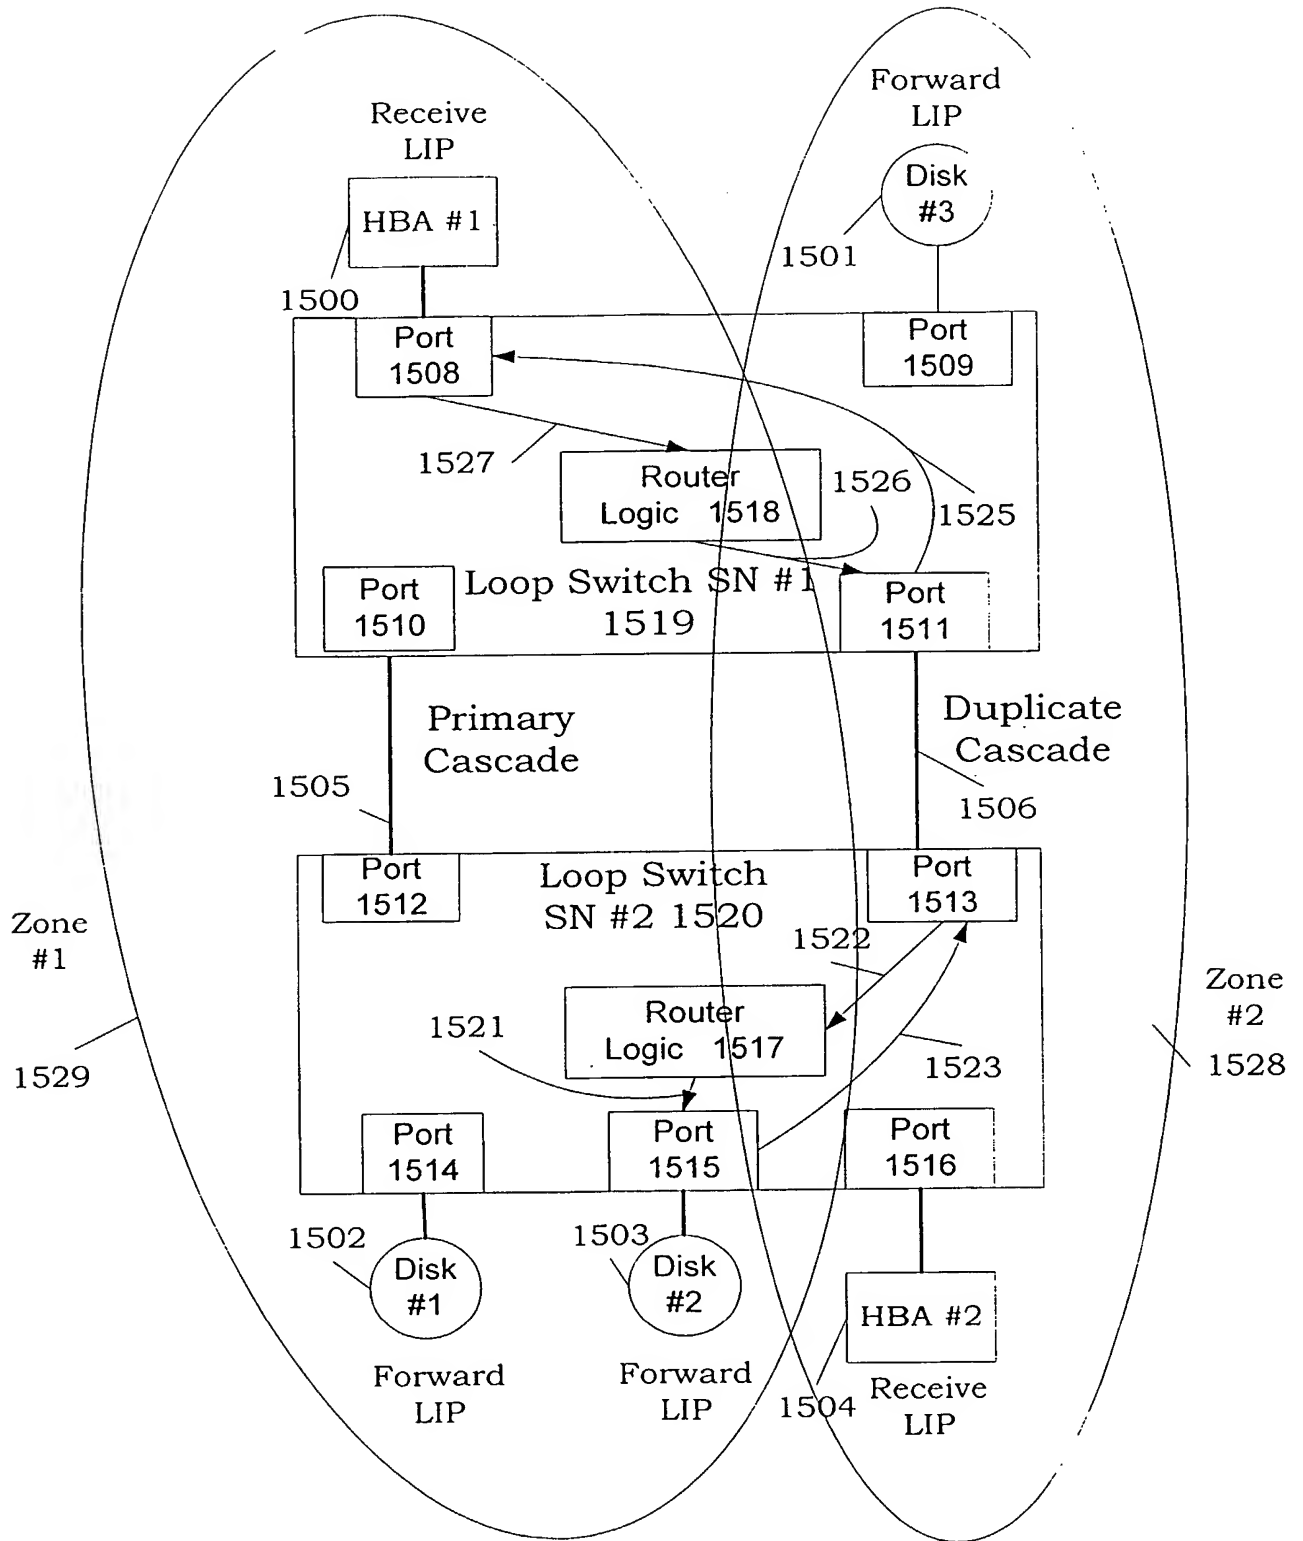 Forward
LIP
Receive
LIP
Disk
#3
HBA #1
1501
1500
Port
1508
Port
1509
1527
Router
Logic 1518
1526
1525
Port
1510
Loop Switch SN #1
1519
Port
1511
Primary
Cascade
Duplicate
Cascade
1505
1506
Port
1512
Loop Switch
SN #2 1520
Port
1513
Zone
#1
1522
Zone
#2
1521
Router
Logic 1517
1523
1529
1528
Port
1514
Port
1515
Port
1516
1502
1503
Disk
#1
Disk
#2
HBA #2
Forward
LIP
Forward
LIP
1504
Receive
LIP